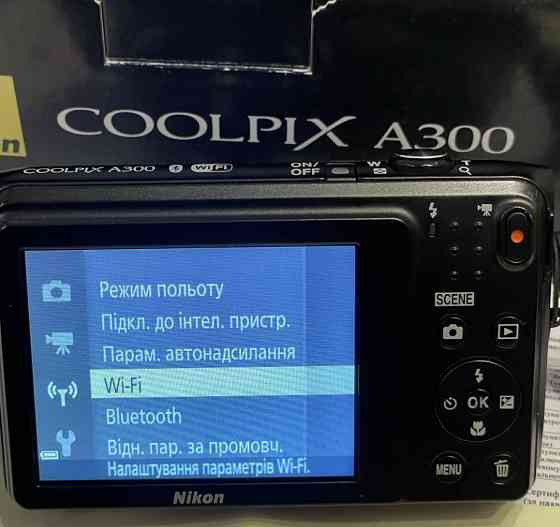 COOLPIX A300
n
COOLPIX A300 Wi Fi ON/OFF W T
SCENE
Режим польоту
Підкл. до інтел. пристр.
Парам. автонадсилання
Wi-Fi
Bluetooth
Відн. пар. за промовч.
Налаштування параметрів Wi-Fi.
OK
MENU
Nikon